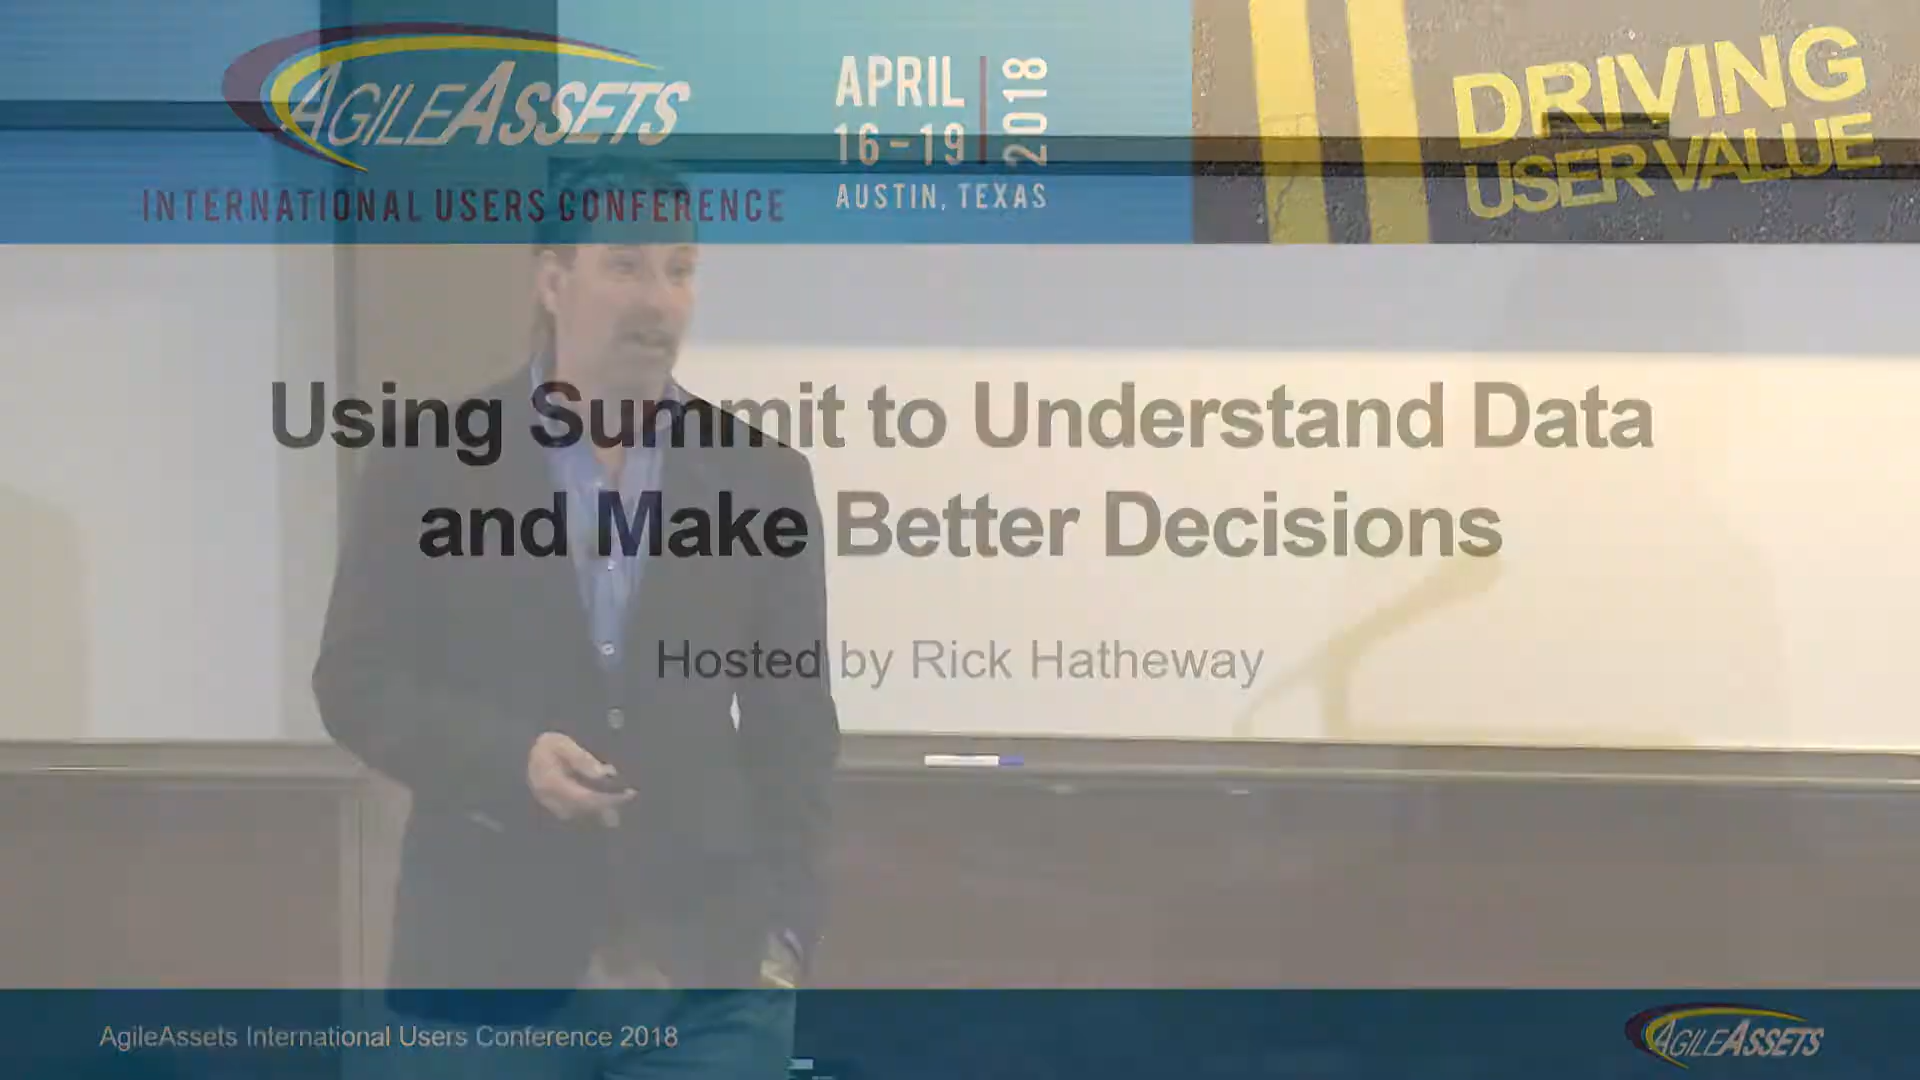 AGILEASSETS
INTERNATIONAL USERS CONFERENCE
APRIL
16-19
2018
AUSTIN, TEXAS
DRIVING
USER VALUE
Using Summit to Understand Data
and Make Better Decisions
Hosted by Rick Hatheway
AgileAssets International Users Conference 2018
AGILEASSETS